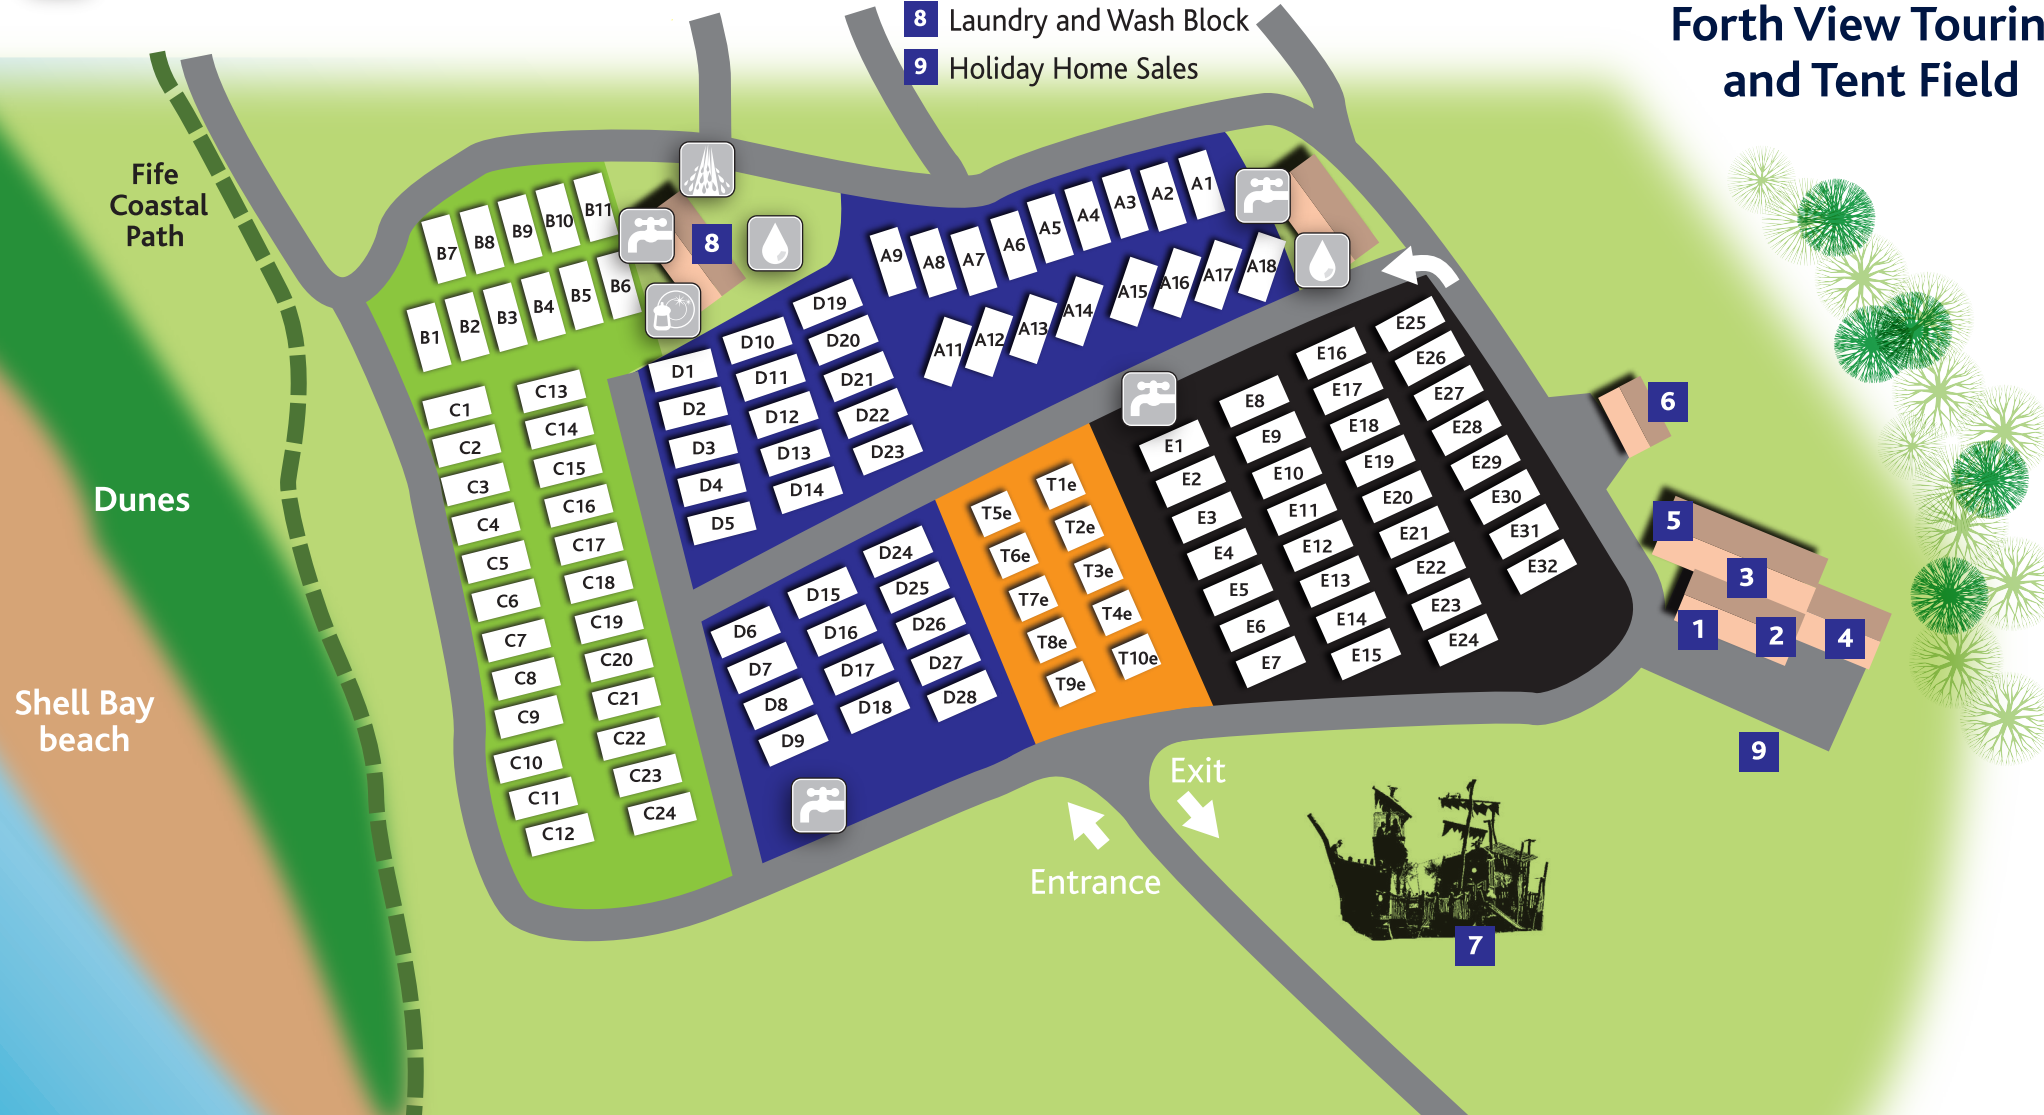 8 Laundry and Wash Block
9 Holiday Home Sales
Forth View Tourin
and Tent Field
Fife
Coastal
Path
Dunes
Shell Bay
beach
B7
B8
B9
B10
B11
B1
B2
B3
B4
B5
B6
8
A9
A8
A7
A6
A5
A4
A3
A2
A1
A11
A12
A13
A14
A15
A16
A17
A18
C1
C2
C3
C4
C5
C6
C7
C8
C9
C10
C11
C12
C13
C14
C15
C16
C17
C18
C19
C20
C21
C22
C23
C24
D1
D2
D3
D4
D5
D10
D11
D12
D13
D14
D19
D20
D21
D22
D23
D6
D7
D8
D9
D15
D16
D17
D18
D24
D25
D26
D27
D28
T5e
T6e
T7e
T8e
T9e
T1e
T2e
T3e
T4e
T10e
E1
E2
E3
E4
E5
E6
E7
E8
E9
E10
E11
E12
E13
E14
E15
E16
E17
E18
E19
E20
E21
E22
E23
E24
E25
E26
E27
E28
E29
E30
E31
E32
6
5
3
1
2
4
9
Exit
Entrance
7